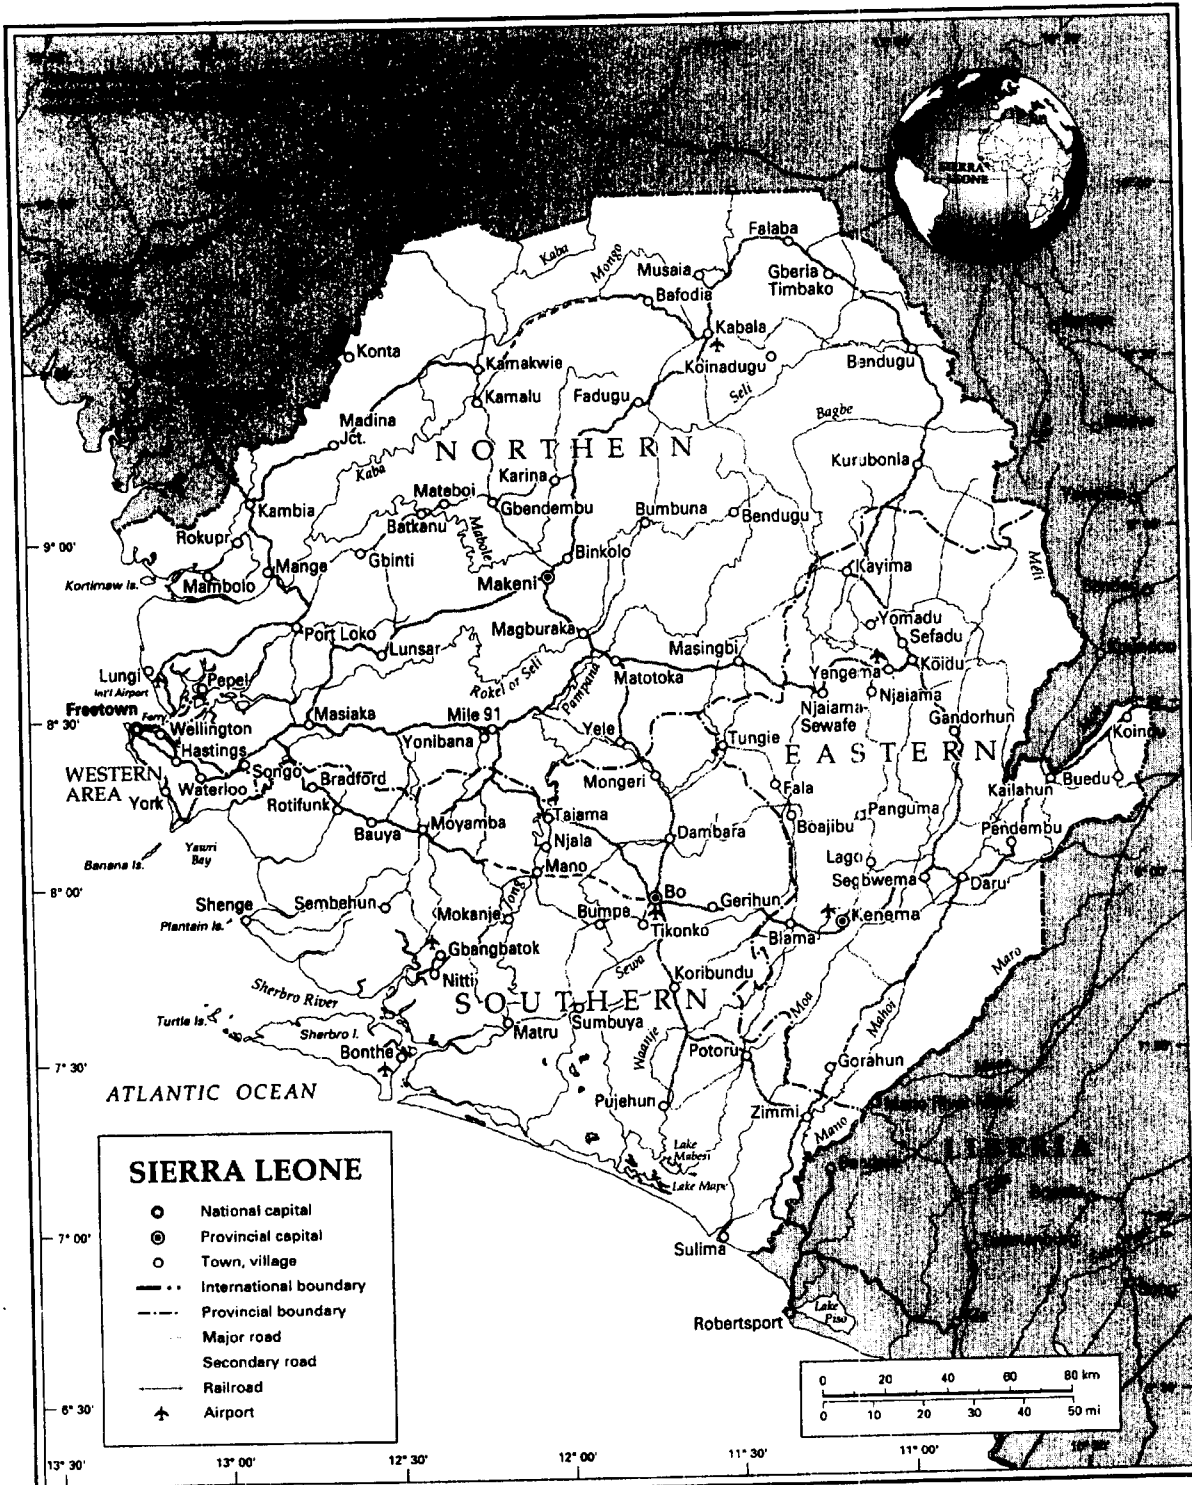 SIERRA
LEONE
Kaba
Mongo
Falaba
Musaia
Gberia
Timbako
Bafodia
Kabala
Konta
Kamakwie
Koinadugu
Bendugu
Kamalu
Fadugu
Seli
Bagbe
Madina
Jct.
NORTHERN
Kaba
Karina
Kurubonla
Mateboi
Kambia
Batkanu
Gbendembu
Bumbuna
Bendugu
Rokupr
Mabole
9° 00'
Mange
Gbinti
Binkolo
Kayima
Meli
Kortimaw Is.
Mambolo
Makeni
Yomadu
Port Loko
Magburaka
Sefadu
Lunsar
Masingbi
Koidu
Lungi
Int'l Airport
Pepel
Rokel or Seli
Pampana
Matotoka
Yengema
Njaiama
Njaiama-
Sewafe
Freetown
Ferry
8° 30'
Wellington
Masiaka
Mile 91
Yele
Gandorhun
Koindu
Hastings
Yonibana
Tungie
EASTERN
WESTERN
AREA
Songo
Bradford
Mongeri
Fala
Kailahun
Buedu
Waterloo
York
Rotifunk
Panguma
Taiama
Boajibu
Pendembu
Bauya
Moyamba
Dambara
Yawri
Bay
Njala
Lago
Banana Is.
Mano
Segbwema
Daru
8° 00'
Bo
Shenge
Sembehun
Jong
Gerihun
Mokanje
Bumpe
Kenema
Plantain Is.
Tikonko
Blama
Gbangbatok
Maro
Nitti
Sewa
Koribundu
Sherbro River
SOUTHERN
Moa
Mahoi
Turtle Is.
Sherbro I.
Matru
Sumbuya
Waanje
Bonthe
Potoru
Gorahun
7° 30'
ATLANTIC OCEAN
Pujehun
Zimmi
Mano
Lake
Mabesi
LIBERIA
Lake Mape
Sulima
7° 00'
Robertsport
Lake
Piso
SIERRA LEONE
National capital
Provincial capital
Town, village
International boundary
Provincial boundary
Major road
Secondary road
Railroad
Airport
0 20 40 60 80 km
0 10 20 30 40 50 mi
6° 30'
13° 30' 13° 00' 12° 30' 12° 00' 11° 30' 11° 00'